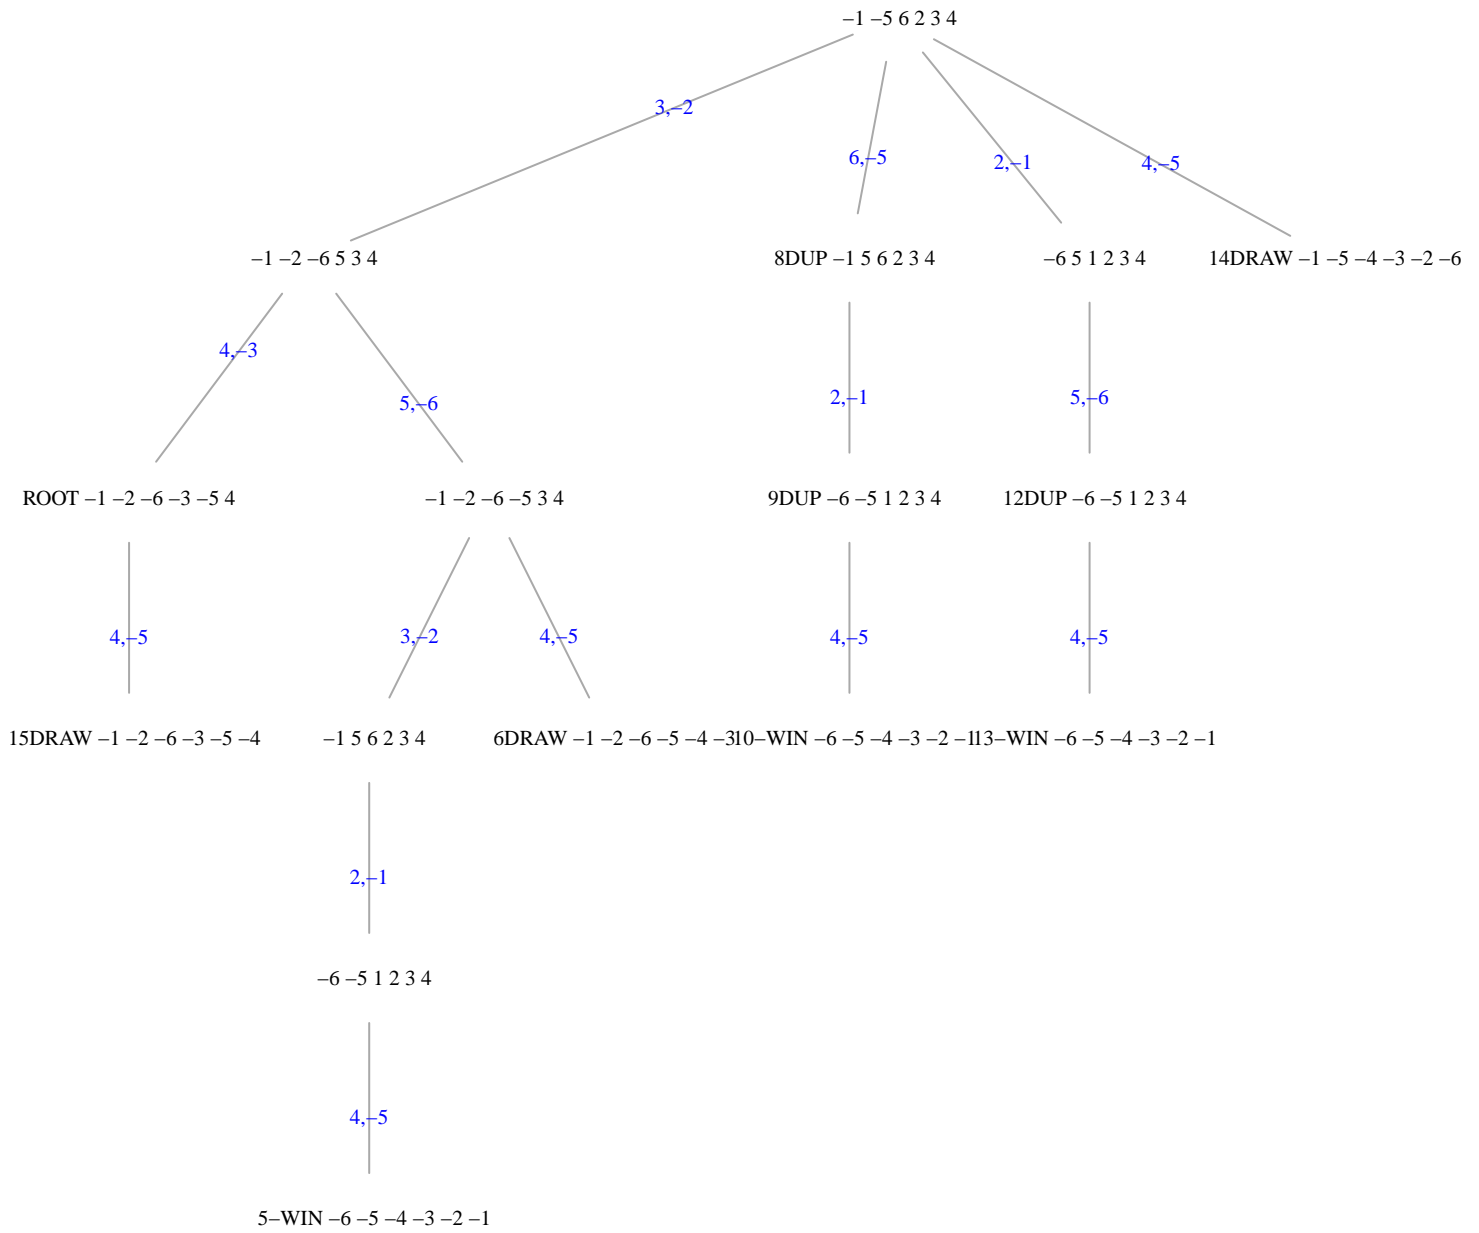 –1 –5 6 2 3 4
3,–2
6,–5
2,–1
4,–5
–1 –2 –6 5 3 4
8DUP –1 5 6 2 3 4
–6 5 1 2 3 4
14DRAW –1 –5 –4 –3 –2 –6
4,–3
5,–6
2,–1
5,–6
ROOT –1 –2 –6 –3 –5 4
–1 –2 –6 –5 3 4
9DUP –6 –5 1 2 3 4
12DUP –6 –5 1 2 3 4
4,–5
3,–2
4,–5
4,–5
4,–5
15DRAW –1 –2 –6 –3 –5 –4
–1 5 6 2 3 4
6DRAW –1 –2 –6 –5 –4 –3
10–WIN –6 –5 –4 –3 –2 –1
13–WIN –6 –5 –4 –3 –2 –1
2,–1
–6 –5 1 2 3 4
4,–5
5–WIN –6 –5 –4 –3 –2 –1